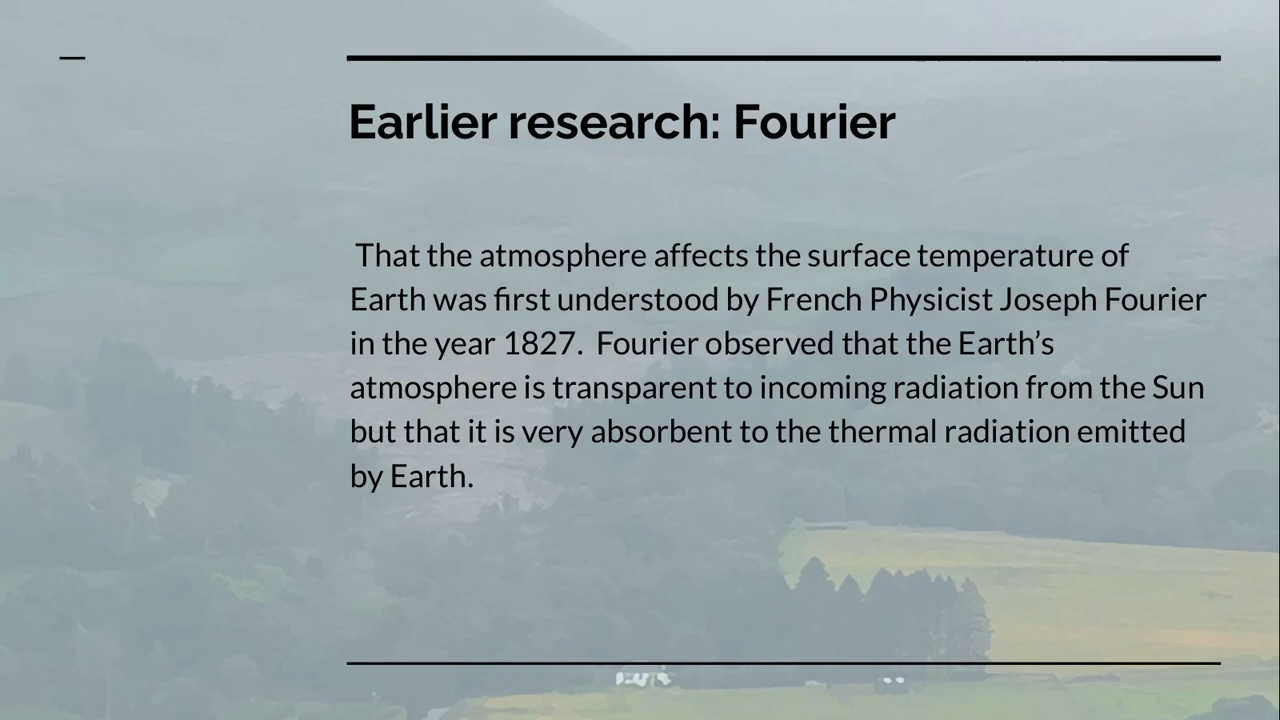 Earlier research: Fourier
That the atmosphere affects the surface temperature of
Earth was first understood by French Physicist Joseph Fourier
in the year 1827.  Fourier observed that the Earth’s
atmosphere is transparent to incoming radiation from the Sun
but that it is very absorbent to the thermal radiation emitted
by Earth.